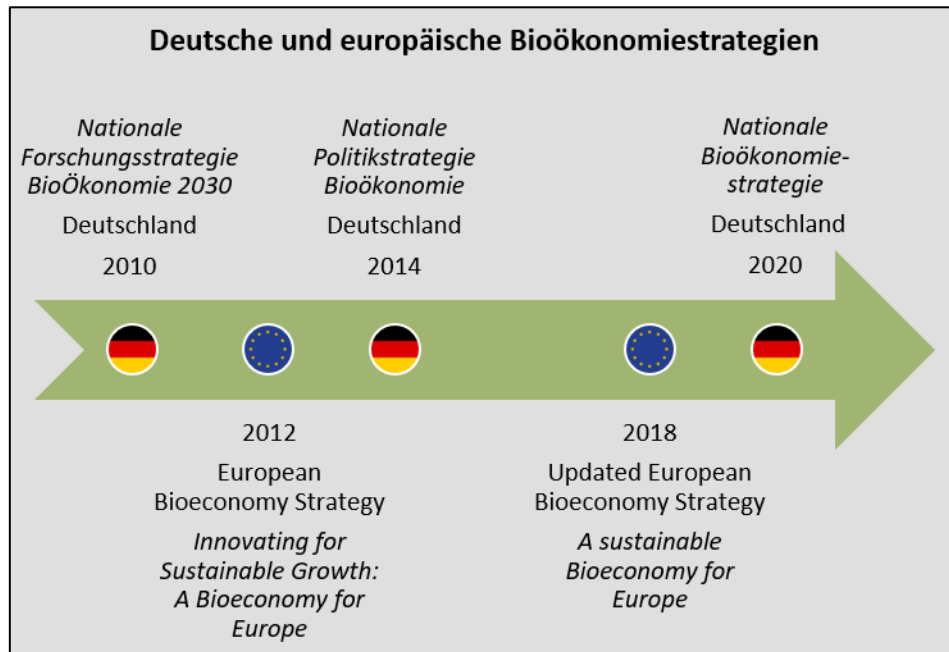 Deutsche und europäische Bioökonomiestrategien
Nationale
Forschungsstrategie
BioÖkonomie 2030
Deutschland
2010
Nationale
Politikstrategie
Bioökonomie
Deutschland
2014
Nationale
Bioökonomie-
strategie
Deutschland
2020
2012
European
Bioeconomy Strategy
Innovating for
Sustainable Growth:
A Bioeconomy for
Europe
2018
Updated European
Bioeconomy Strategy
A sustainable
Bioeconomy for
Europe